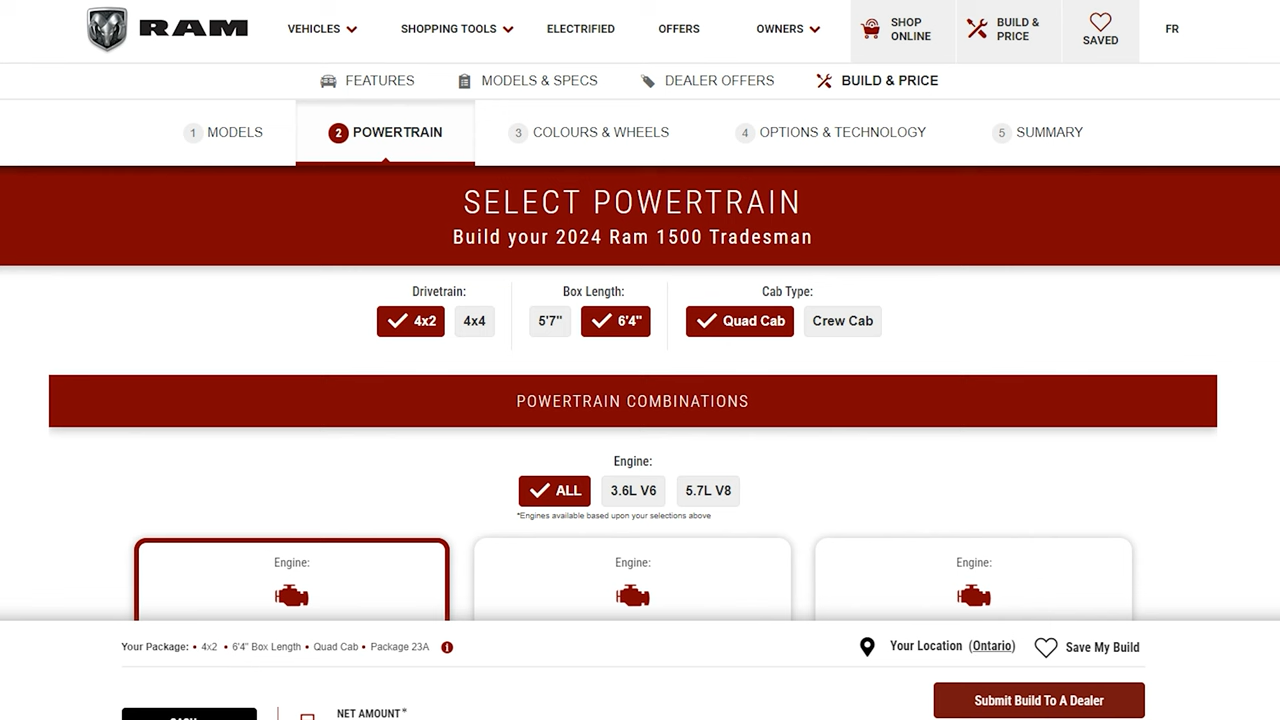 RAM
VEHICLES
SHOPPING TOOLS
ELECTRIFIED
OFFERS
OWNERS
SHOP
ONLINE
BUILD &
PRICE
SAVED
FR
FEATURES
MODELS & SPECS
DEALER OFFERS
BUILD & PRICE
1 MODELS
2 POWERTRAIN
3 COLOURS & WHEELS
4 OPTIONS & TECHNOLOGY
5 SUMMARY
SELECT POWERTRAIN
Build your 2024 Ram 1500 Tradesman
Drivetrain:
4x2
4x4
Box Length:
5'7"
6'4"
Cab Type:
Quad Cab
Crew Cab
POWERTRAIN COMBINATIONS
Engine:
ALL
3.6L V6
5.7L V8
*Engines available based upon your selections above
Engine:
Engine:
Engine:
Your Package: • 4x2 • 6'4" Box Length • Quad Cab • Package 23A
Your Location (Ontario)
Save My Build
CASH
NET AMOUNT*
Submit Build To A Dealer